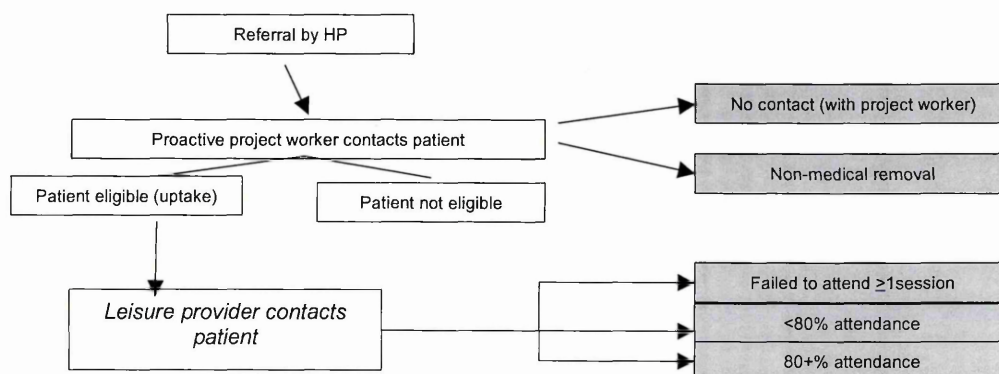 Referral by HP
No contact (with project worker)
Proactive project worker contacts patient
Non-medical removal
Patient eligible (uptake)
Patient not eligible
Failed to attend ≥1session
Leisure provider contacts
patient
<80% attendance
80+% attendance